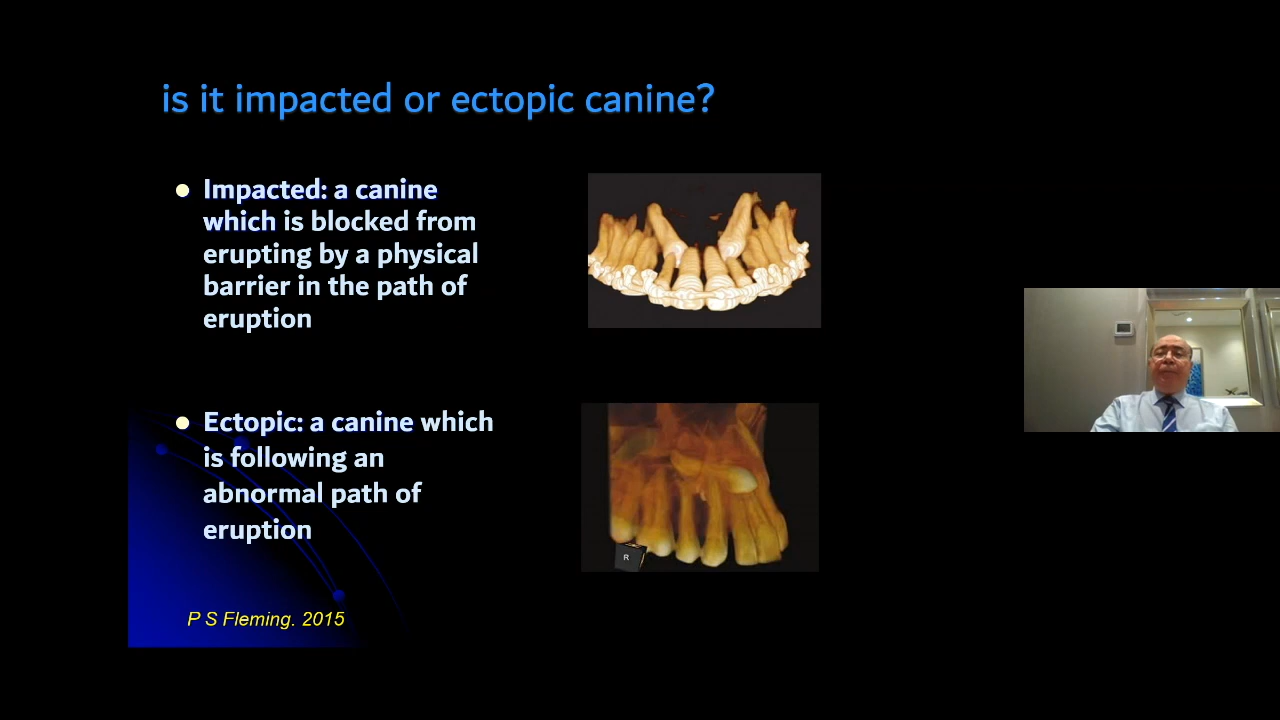 is it impacted or ectopic canine?
Impacted: a canine
which is blocked from
erupting by a physical
barrier in the path of
eruption
Ectopic: a canine which
is following an
abnormal path of
eruption
R
P S Fleming. 2015